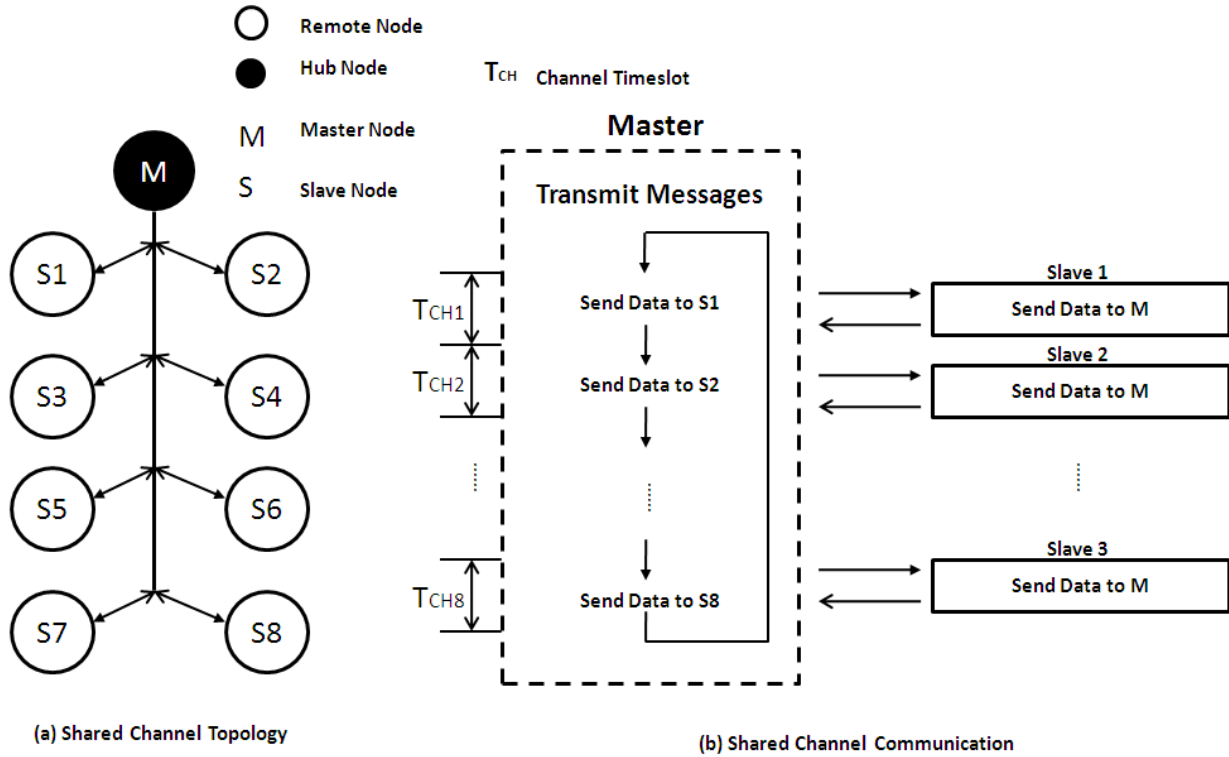 Remote Node
Hub Node
TCH Channel Timeslot
M Master Node
S Slave Node
M
S1
S2
S3
S4
S5
S6
S7
S8
(a) Shared Channel Topology
Master
Transmit Messages
TCH1
Send Data to S1
TCH2
Send Data to S2
TCH8
Send Data to S8
Slave 1
Send Data to M
Slave 2
Send Data to M
Slave 3
Send Data to M
(b) Shared Channel Communication